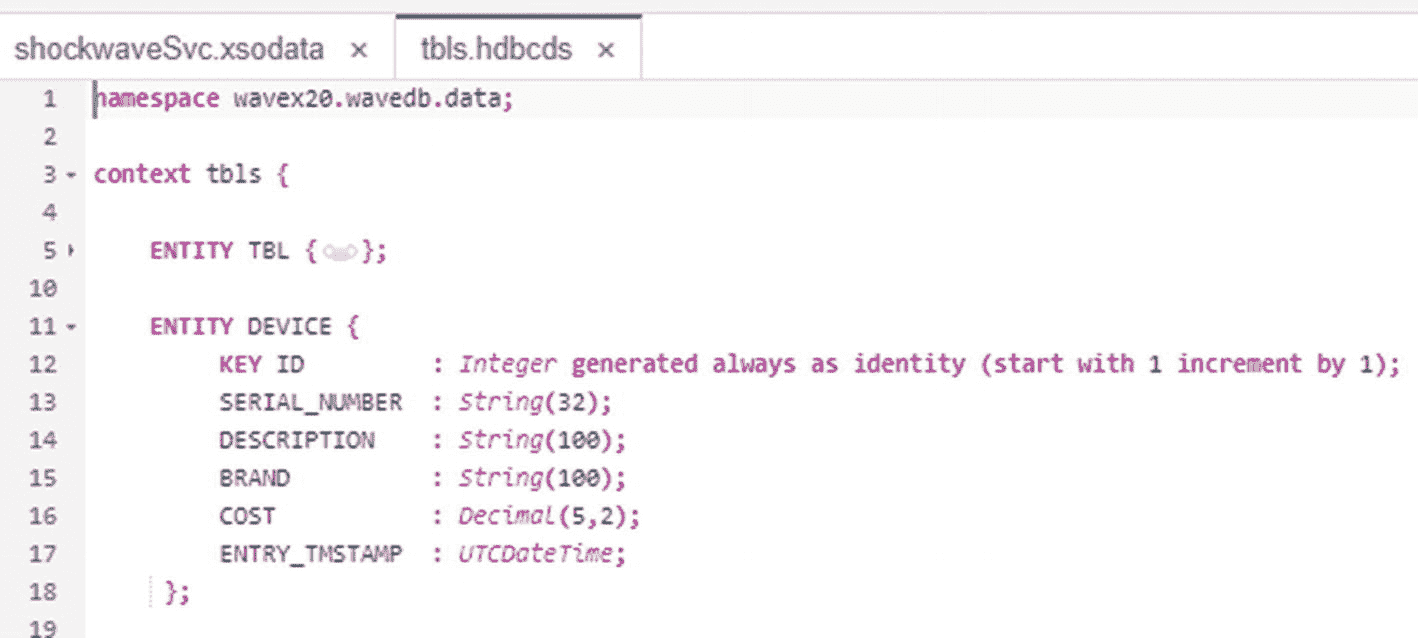 shockwaveSvc.xsodata × tbls.hdbcds ×
1 namespace wavex20.wavedb.data;
2
3 context tbls {
4
5 ENTITY TBL { };
10
11 ENTITY DEVICE {
12 KEY ID : Integer generated always as identity (start with 1 increment by 1);
13 SERIAL_NUMBER : String(32);
14 DESCRIPTION : String(100);
15 BRAND : String(100);
16 COST : Decimal(5,2);
17 ENTRY_TMSTAMP : UTCDateTime;
18 };
19